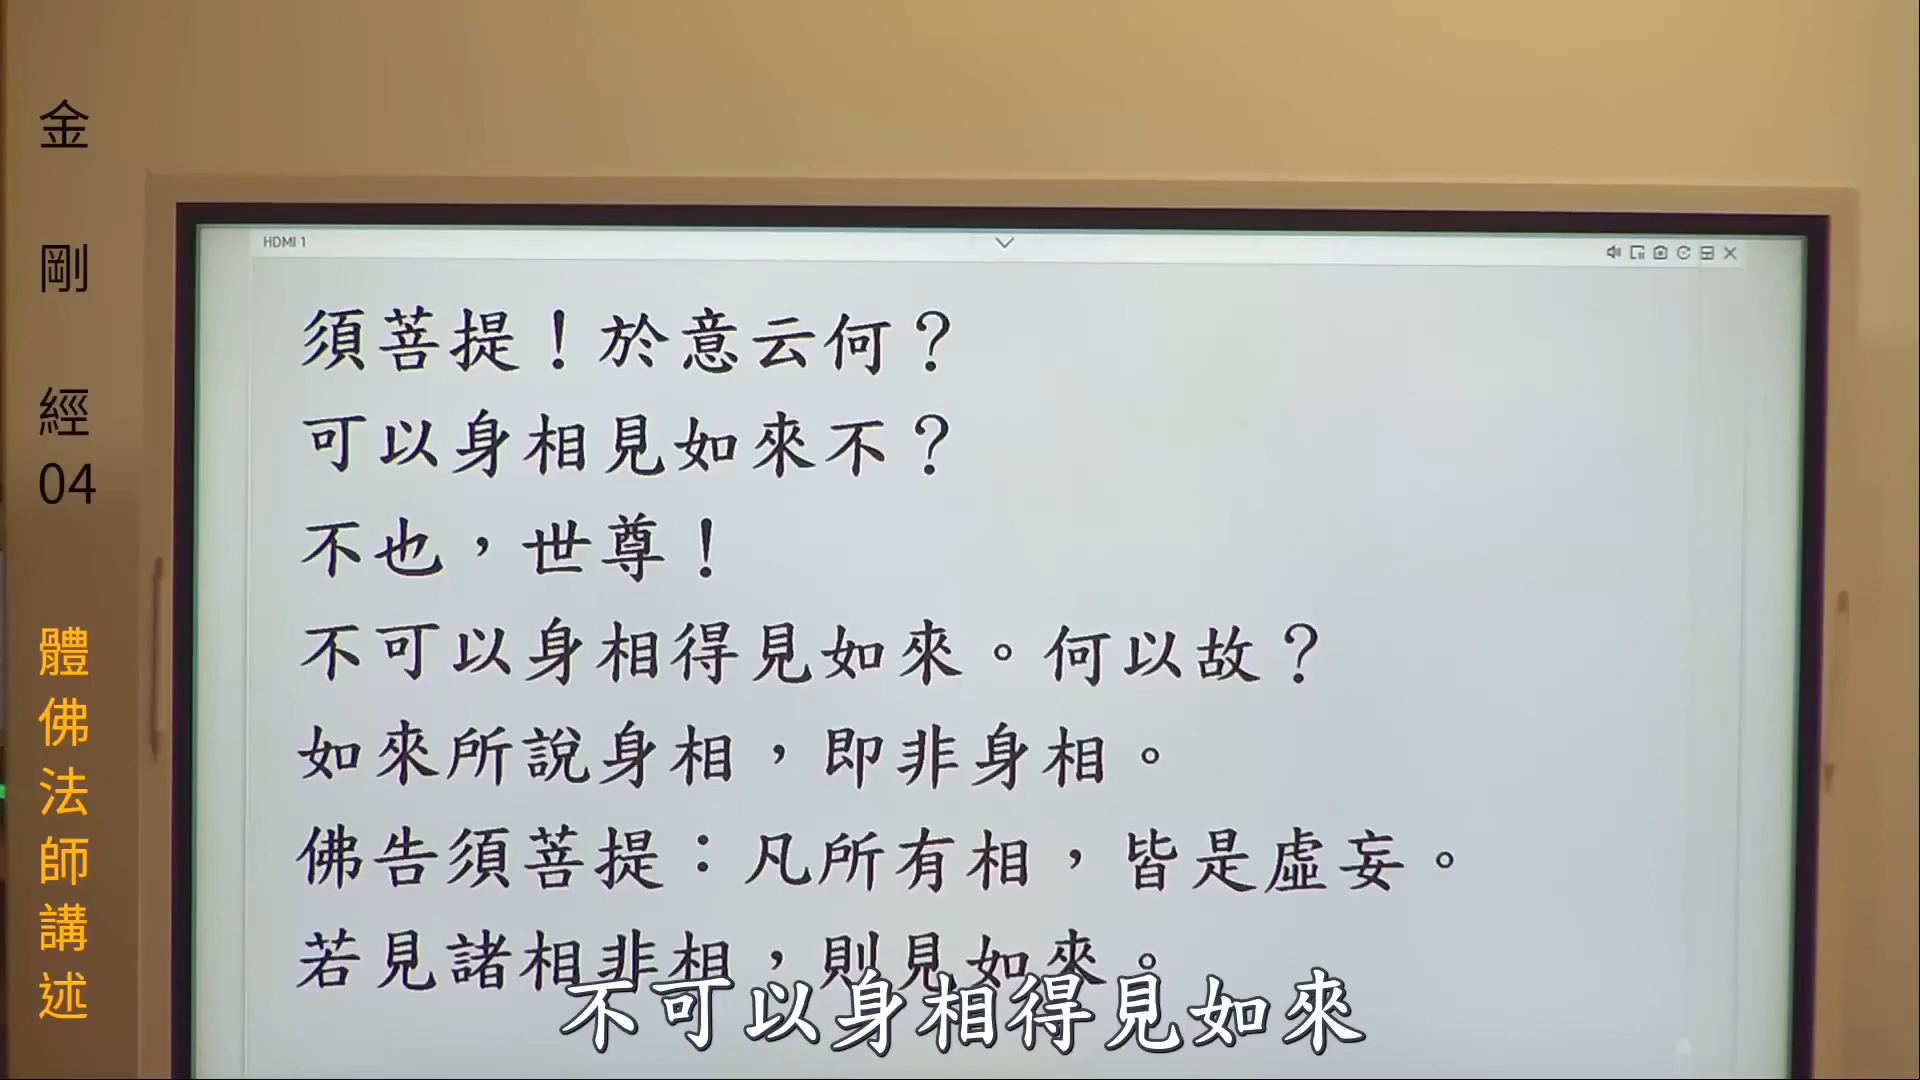 金剛經04
體佛法師講述
HDMI 1
須菩提！於意云何？
可以身相見如來不？
不也，世尊！
不可以身相得見如來。何以故？
如來所說身相，即非身相。
佛告須菩提：凡所有相，皆是虛妄。
若見諸相非相，則見如來。
不可以身相得見如來